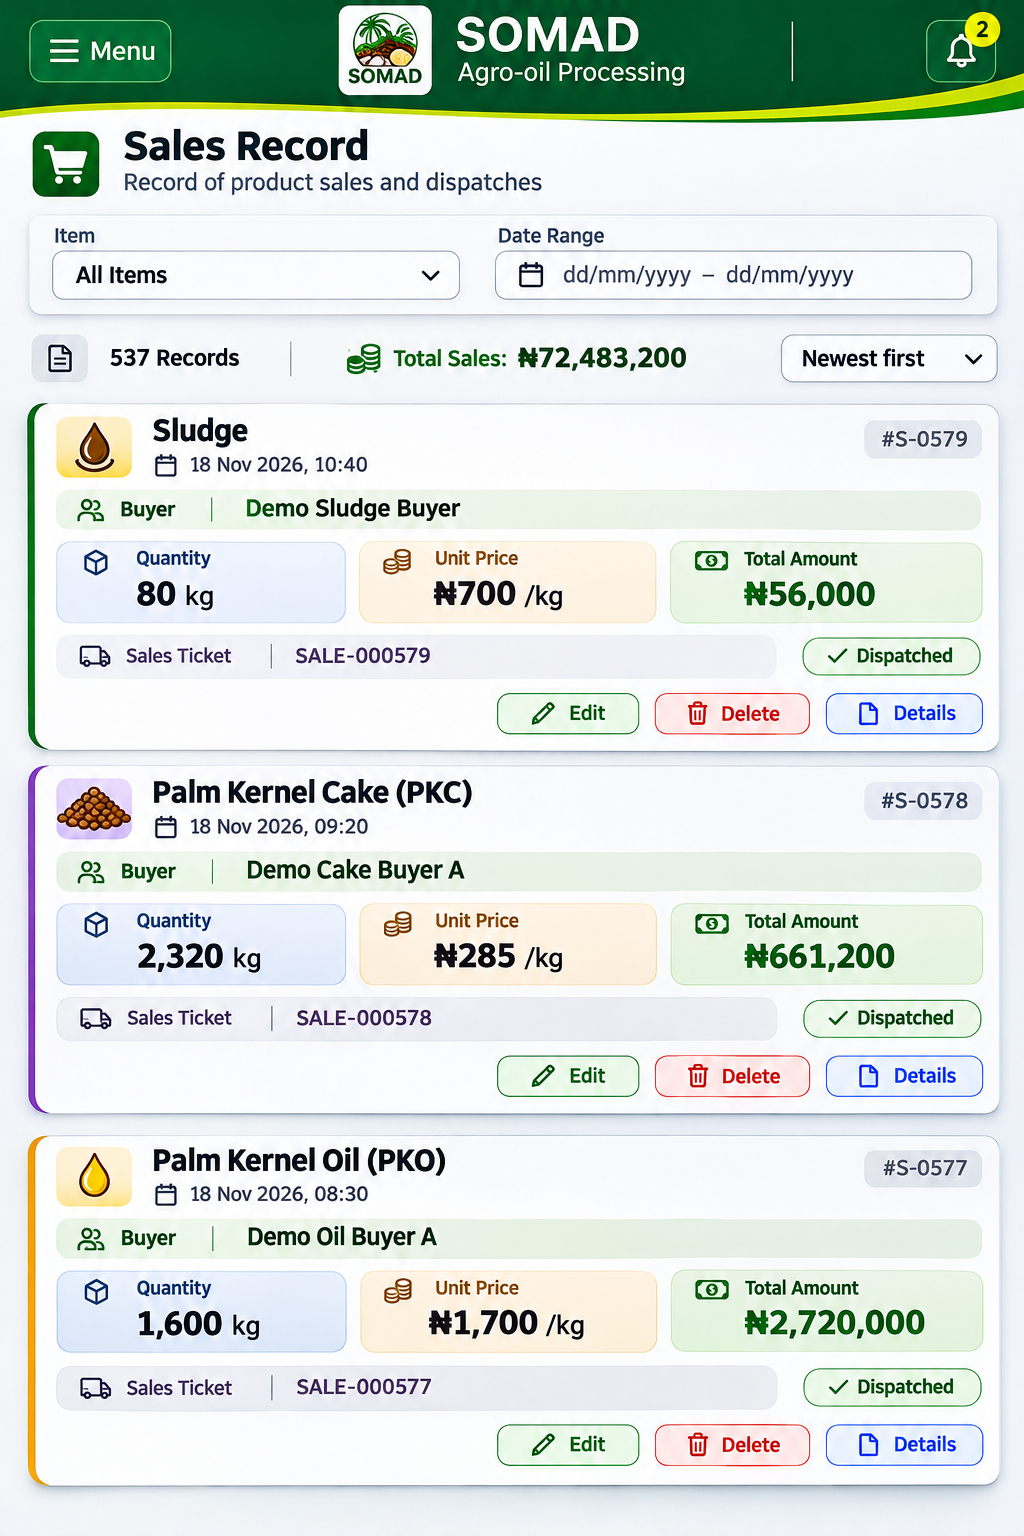 Menu
SOMAD
SOMAD
Agro-oil Processing
2
Sales Record
Record of product sales and dispatches
Item
Date Range
All Items
dd/mm/yyyy – dd/mm/yyyy
537 Records
Total Sales: ₦72,483,200
Newest first
Sludge
#S-0579
18 Nov 2026, 10:40
Buyer | Demo Sludge Buyer
Quantity
80 kg
Unit Price
₦700 /kg
Total Amount
₦56,000
Sales Ticket | SALE-000579
Dispatched
Edit
Delete
Details
Palm Kernel Cake (PKC)
#S-0578
18 Nov 2026, 09:20
Buyer | Demo Cake Buyer A
Quantity
2,320 kg
Unit Price
₦285 /kg
Total Amount
₦661,200
Sales Ticket | SALE-000578
Dispatched
Edit
Delete
Details
Palm Kernel Oil (PKO)
#S-0577
18 Nov 2026, 08:30
Buyer | Demo Oil Buyer A
Quantity
1,600 kg
Unit Price
₦1,700 /kg
Total Amount
₦2,720,000
Sales Ticket | SALE-000577
Dispatched
Edit
Delete
Details